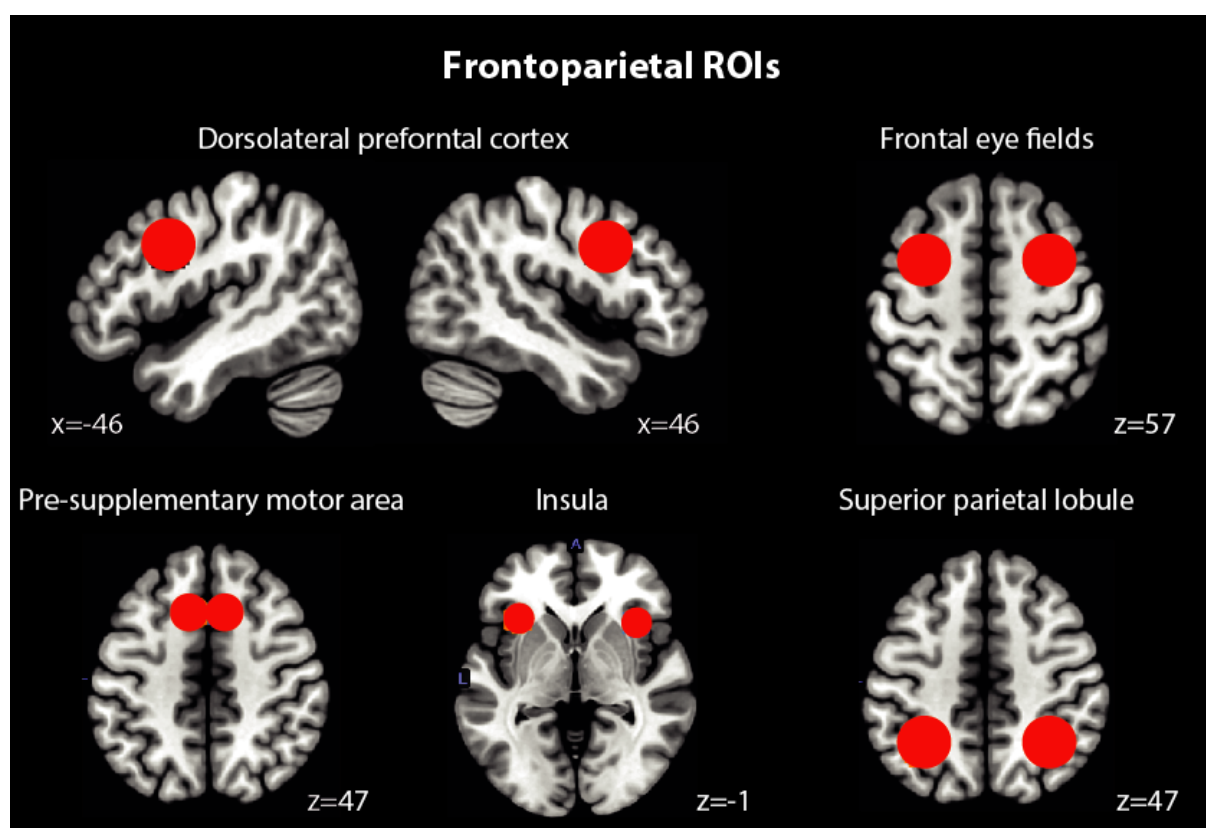 Frontoparietal ROIs
Dorsolateral preforntal cortex
Frontal eye fields
x=-46
x=46
z=57
Pre-supplementary motor area
Insula
Superior parietal lobule
A
L
z=47
z=-1
z=47